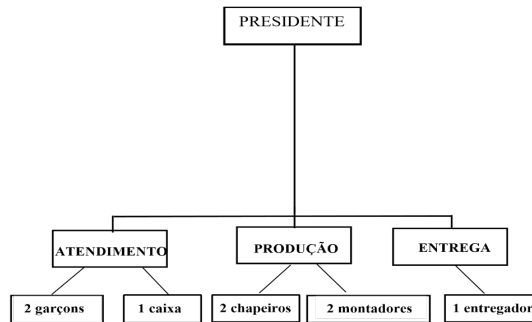 PRESIDENTE
ATENDIMENTO
PRODUÇÃO
ENTREGA
2 garçons
1 caixa
2 chapeiros
2 montadores
1 entregador